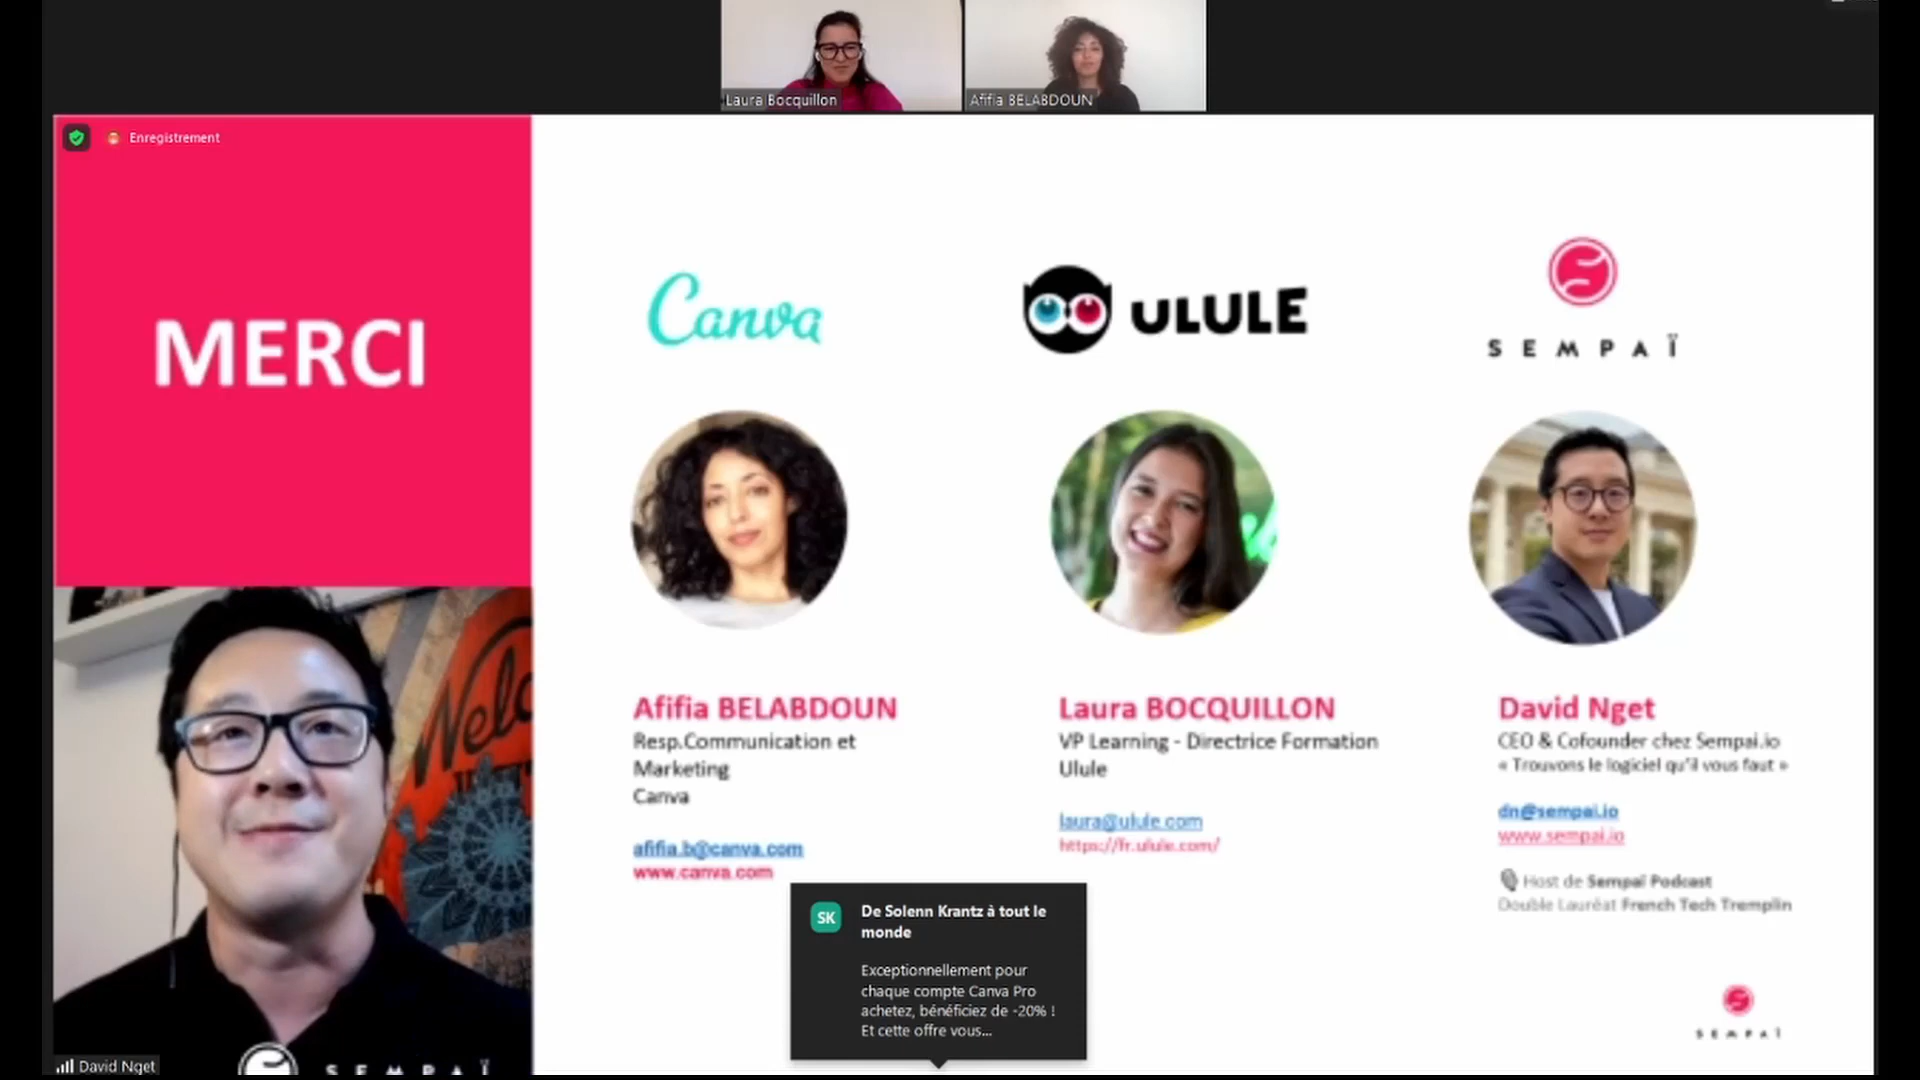 Laura Bocquillon
Afifia BELABDOUN
Enregistrement
MERCI
Canva
ULULE
SEMPAÏ
Afifia BELABDOUN
Resp.Communication et
Marketing
Canva
afifia.b@canva.com
www.canva.com
Laura BOCQUILLON
VP Learning - Directrice Formation
Ulule
laura@ulule.com
https://fr.ulule.com/
David Nget
CEO & Cofounder chez Sempai.io
« Trouvons le logiciel qu'il vous faut »
dn@sempai.io
www.sempai.io
Host de Sempaï Podcast
Double Lauréat French Tech Tremplin
SK
De Solenn Krantz à tout le
monde
Exceptionnellement pour
chaque compte Canva Pro
achetez, bénéficiez de -20% !
Et cette offre vous...
SEMPAÏ
David Nget
SEMPAÏ